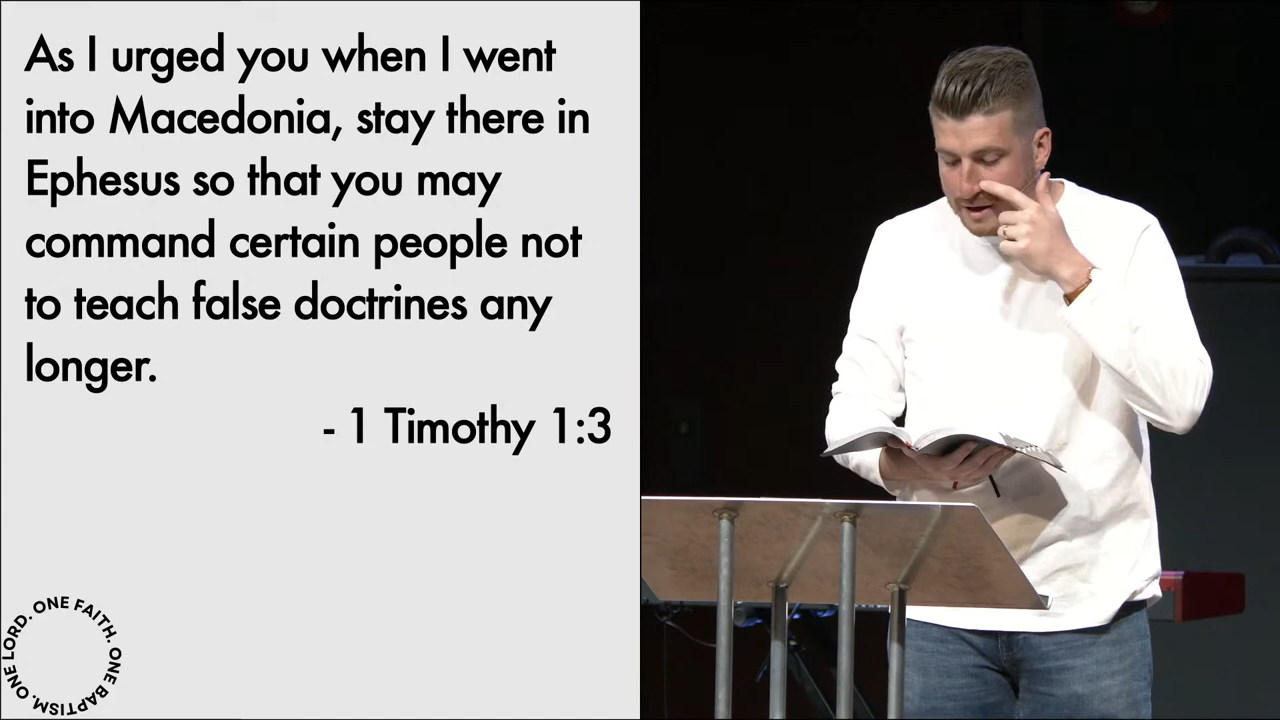 As I urged you when I went
into Macedonia, stay there in
Ephesus so that you may
command certain people not
to teach false doctrines any
longer.
- 1 Timothy 1:3
ONE LORD. ONE FAITH. ONE BAPTISM.